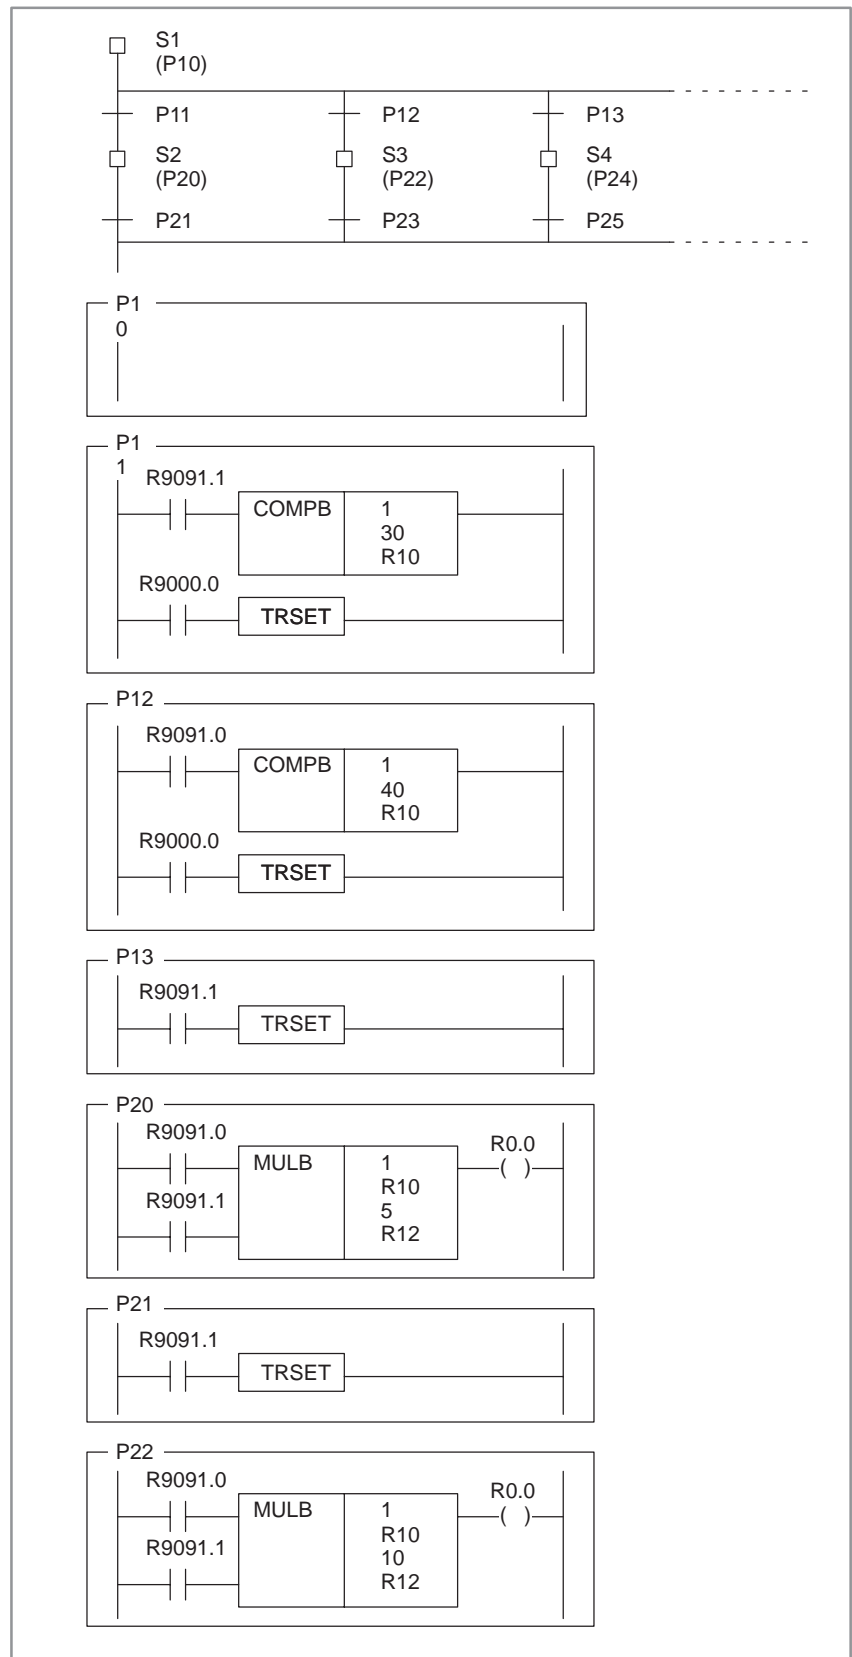 S1
(P10)
P11 P12 P13
S2 S3 S4
(P20) (P22) (P24)
P21 P23 P25
P1
0
P1
1
R9091.1
COMPB 1
30
R10
R9000.0
TRSET
P12
R9091.0
COMPB 1
40
R10
R9000.0
TRSET
P13
R9091.1
TRSET
P20
R9091.0
R0.0
MULB 1
( )
R10
R9091.1
5
R12
P21
R9091.1
TRSET
P22
R9091.0
R0.0
MULB 1
( )
R10
R9091.1
10
R12